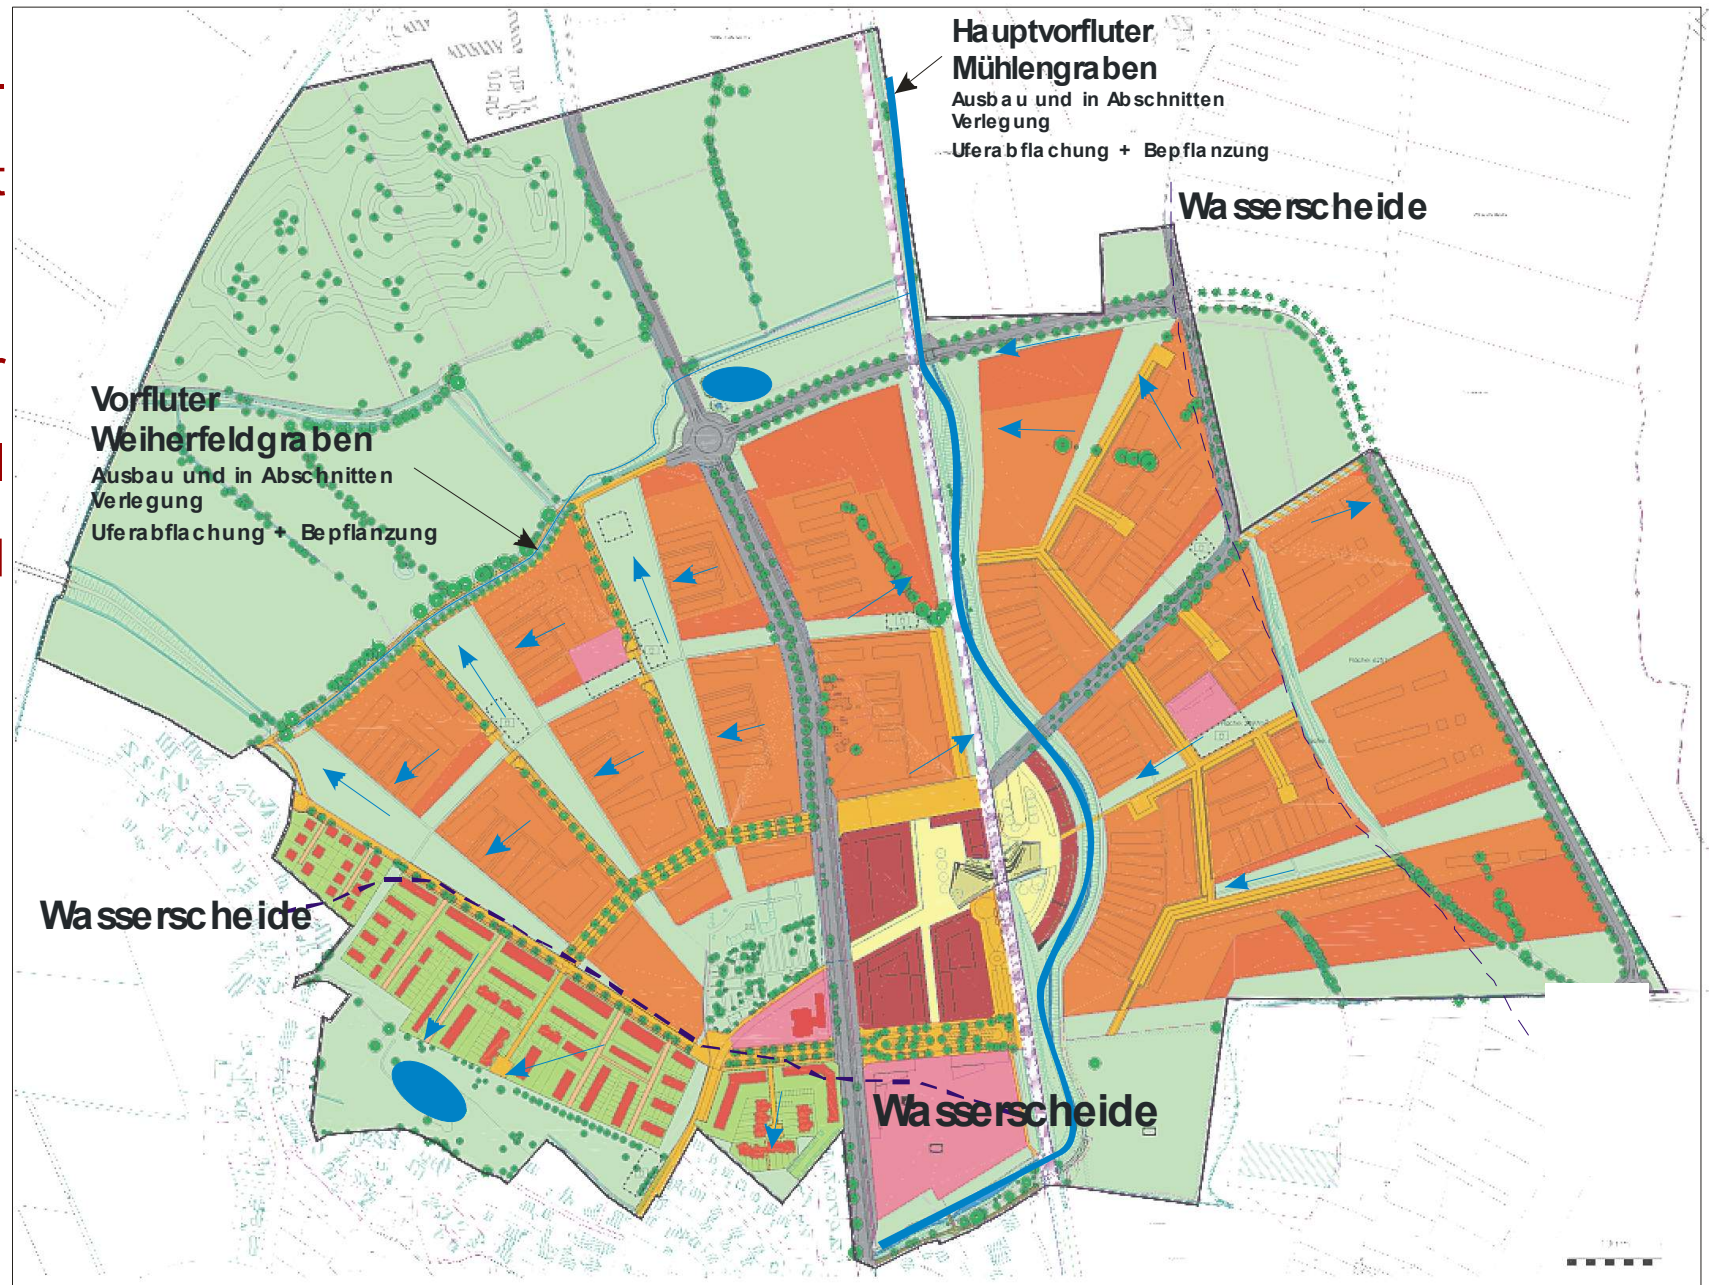 Hauptvorfluter
Mühlengraben
Ausbau und in Abschnitten
Verlegung
Uferabflachung + Bepflanzung
Wasserscheide
Vorfluter
Weiherfeldgraben
Ausbau und in Abschnitten
Verlegung
Uferabflachung + Bepflanzung
Wasserscheide
Wasserscheide